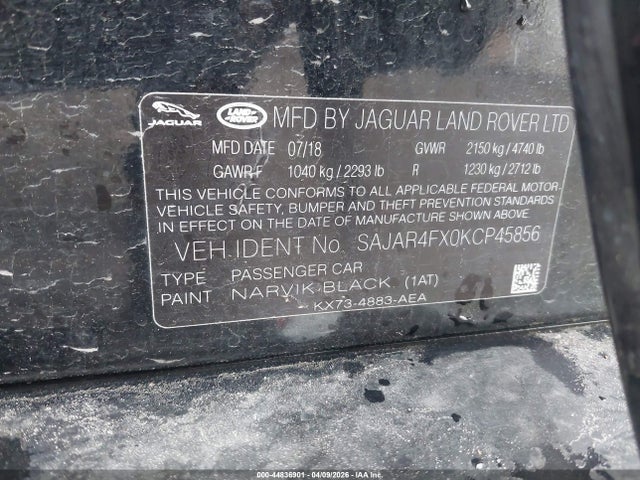 JAGUAR LAND ROVER MFD BY JAGUAR LAND ROVER LTD
MFD DATE 07/18 GVWR 2150 kg / 4740 lb
GAWR-F 1040 kg / 2293 lb R 1230 kg / 2712 lb
THIS VEHICLE CONFORMS TO ALL APPLICABLE FEDERAL MOTOR
VEHICLE SAFETY, BUMPER AND THEFT PREVENTION STANDARDS
IN EFFECT ON THE DATE OF MANUFACTURE SHOWN ABOVE.
VEH.IDENT No. SAJAR4FX0KCP45856
TYPE PASSENGER CAR
PAINT NARVIK BLACK (1AT)
KX73-4883-AEA
000-44836901 - 04/09/2026 - IAAI